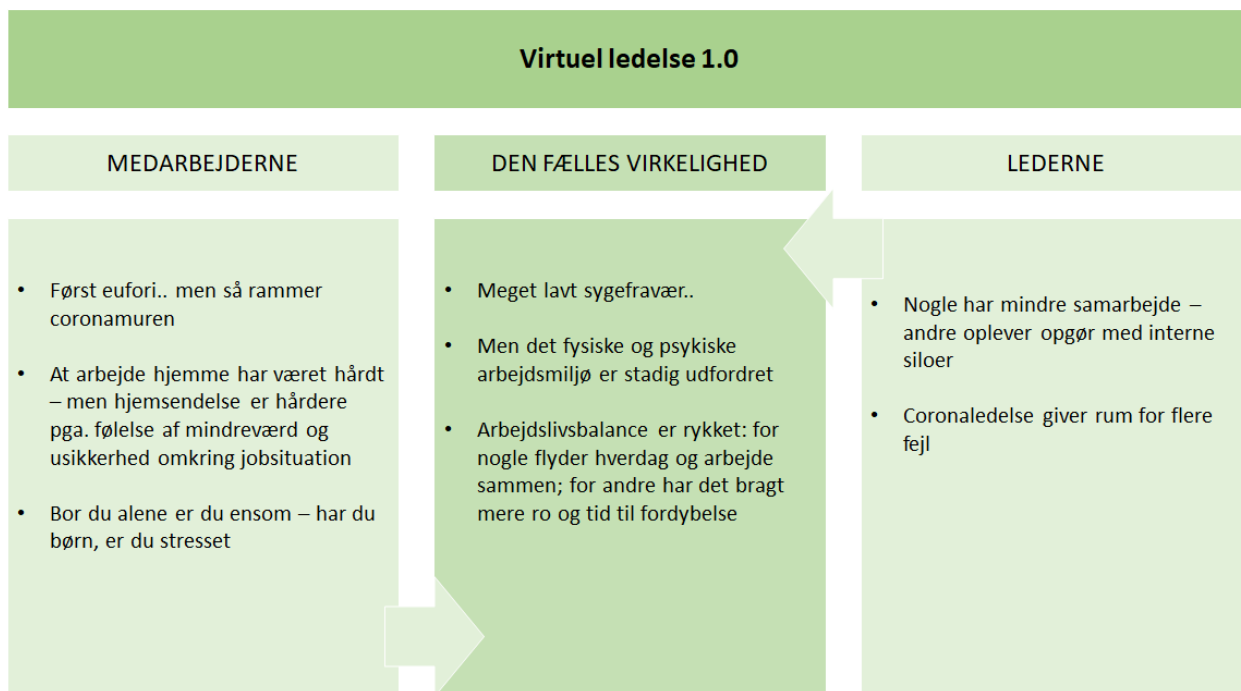 Virtuel ledelse 1.0
MEDARBEJDERNE
• Først eufori.. men så rammer
coronamuren
• At arbejde hjemme har været hårdt
– men hjemsendelse er hårdere
pga. følelse af mindreværd og
usikkerhed omkring jobsituation
• Bor du alene er du ensom – har du
børn, er du stresset
DEN FÆLLES VIRKELIGHED
• Meget lavt sygefravær..
• Men det fysiske og psykiske
arbejdsmiljø er stadig udfordret
• Arbejdslivsbalance er rykket: for
nogle flyder hverdag og arbejde
sammen; for andre har det bragt
mere ro og tid til fordybelse
LEDERNE
• Nogle har mindre samarbejde –
andre oplever opgør med interne
siloer
• Coronaledelse giver rum for flere
fejl